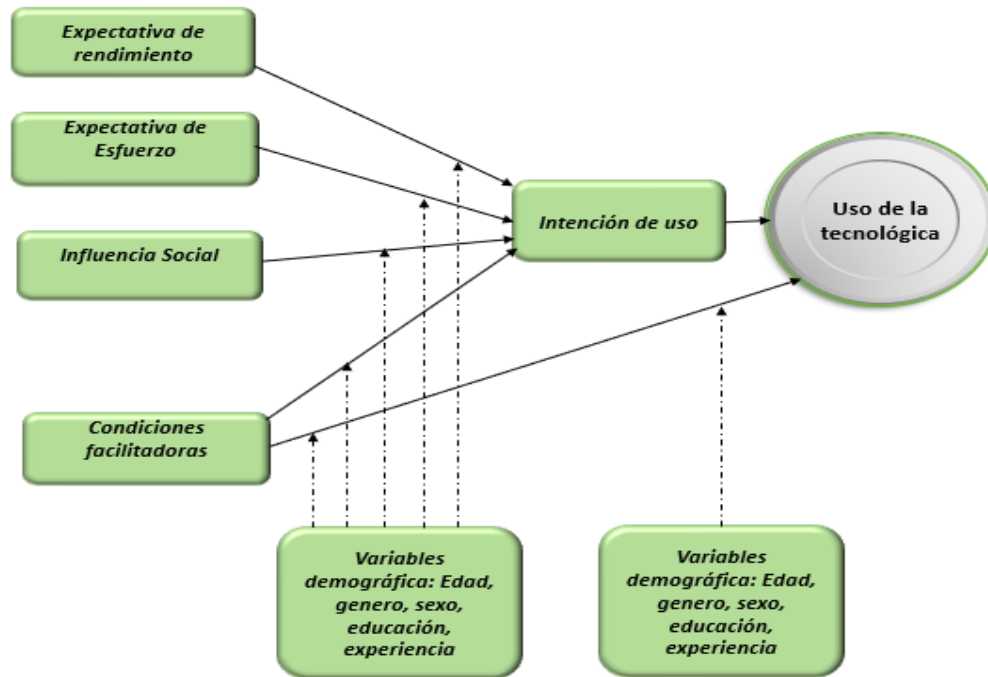 Expectativa de
rendimiento
Expectativa de
Esfuerzo
Influencia Social
Condiciones
facilitadoras
Intención de uso
Uso de la
tecnológica
Variables
demográfica: Edad,
genero, sexo,
educación,
experiencia
Variables
demográfica: Edad,
genero, sexo,
educación,
experiencia